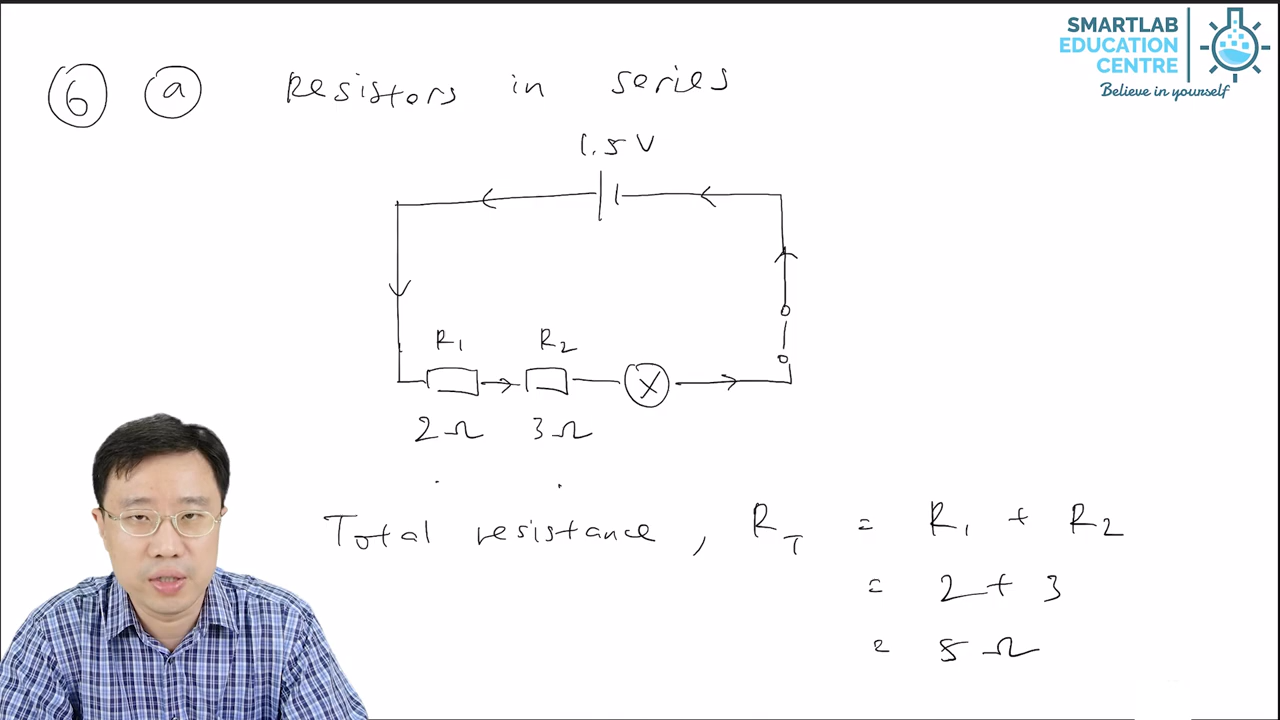 SMARTLAB
EDUCATION
CENTRE
Believe in yourself
6 a Resistors in series
1.5 V
R₁ R₂
X
2 Ω 3 Ω
Total resistance, R_T = R₁ + R₂
= 2 + 3
= 5 Ω